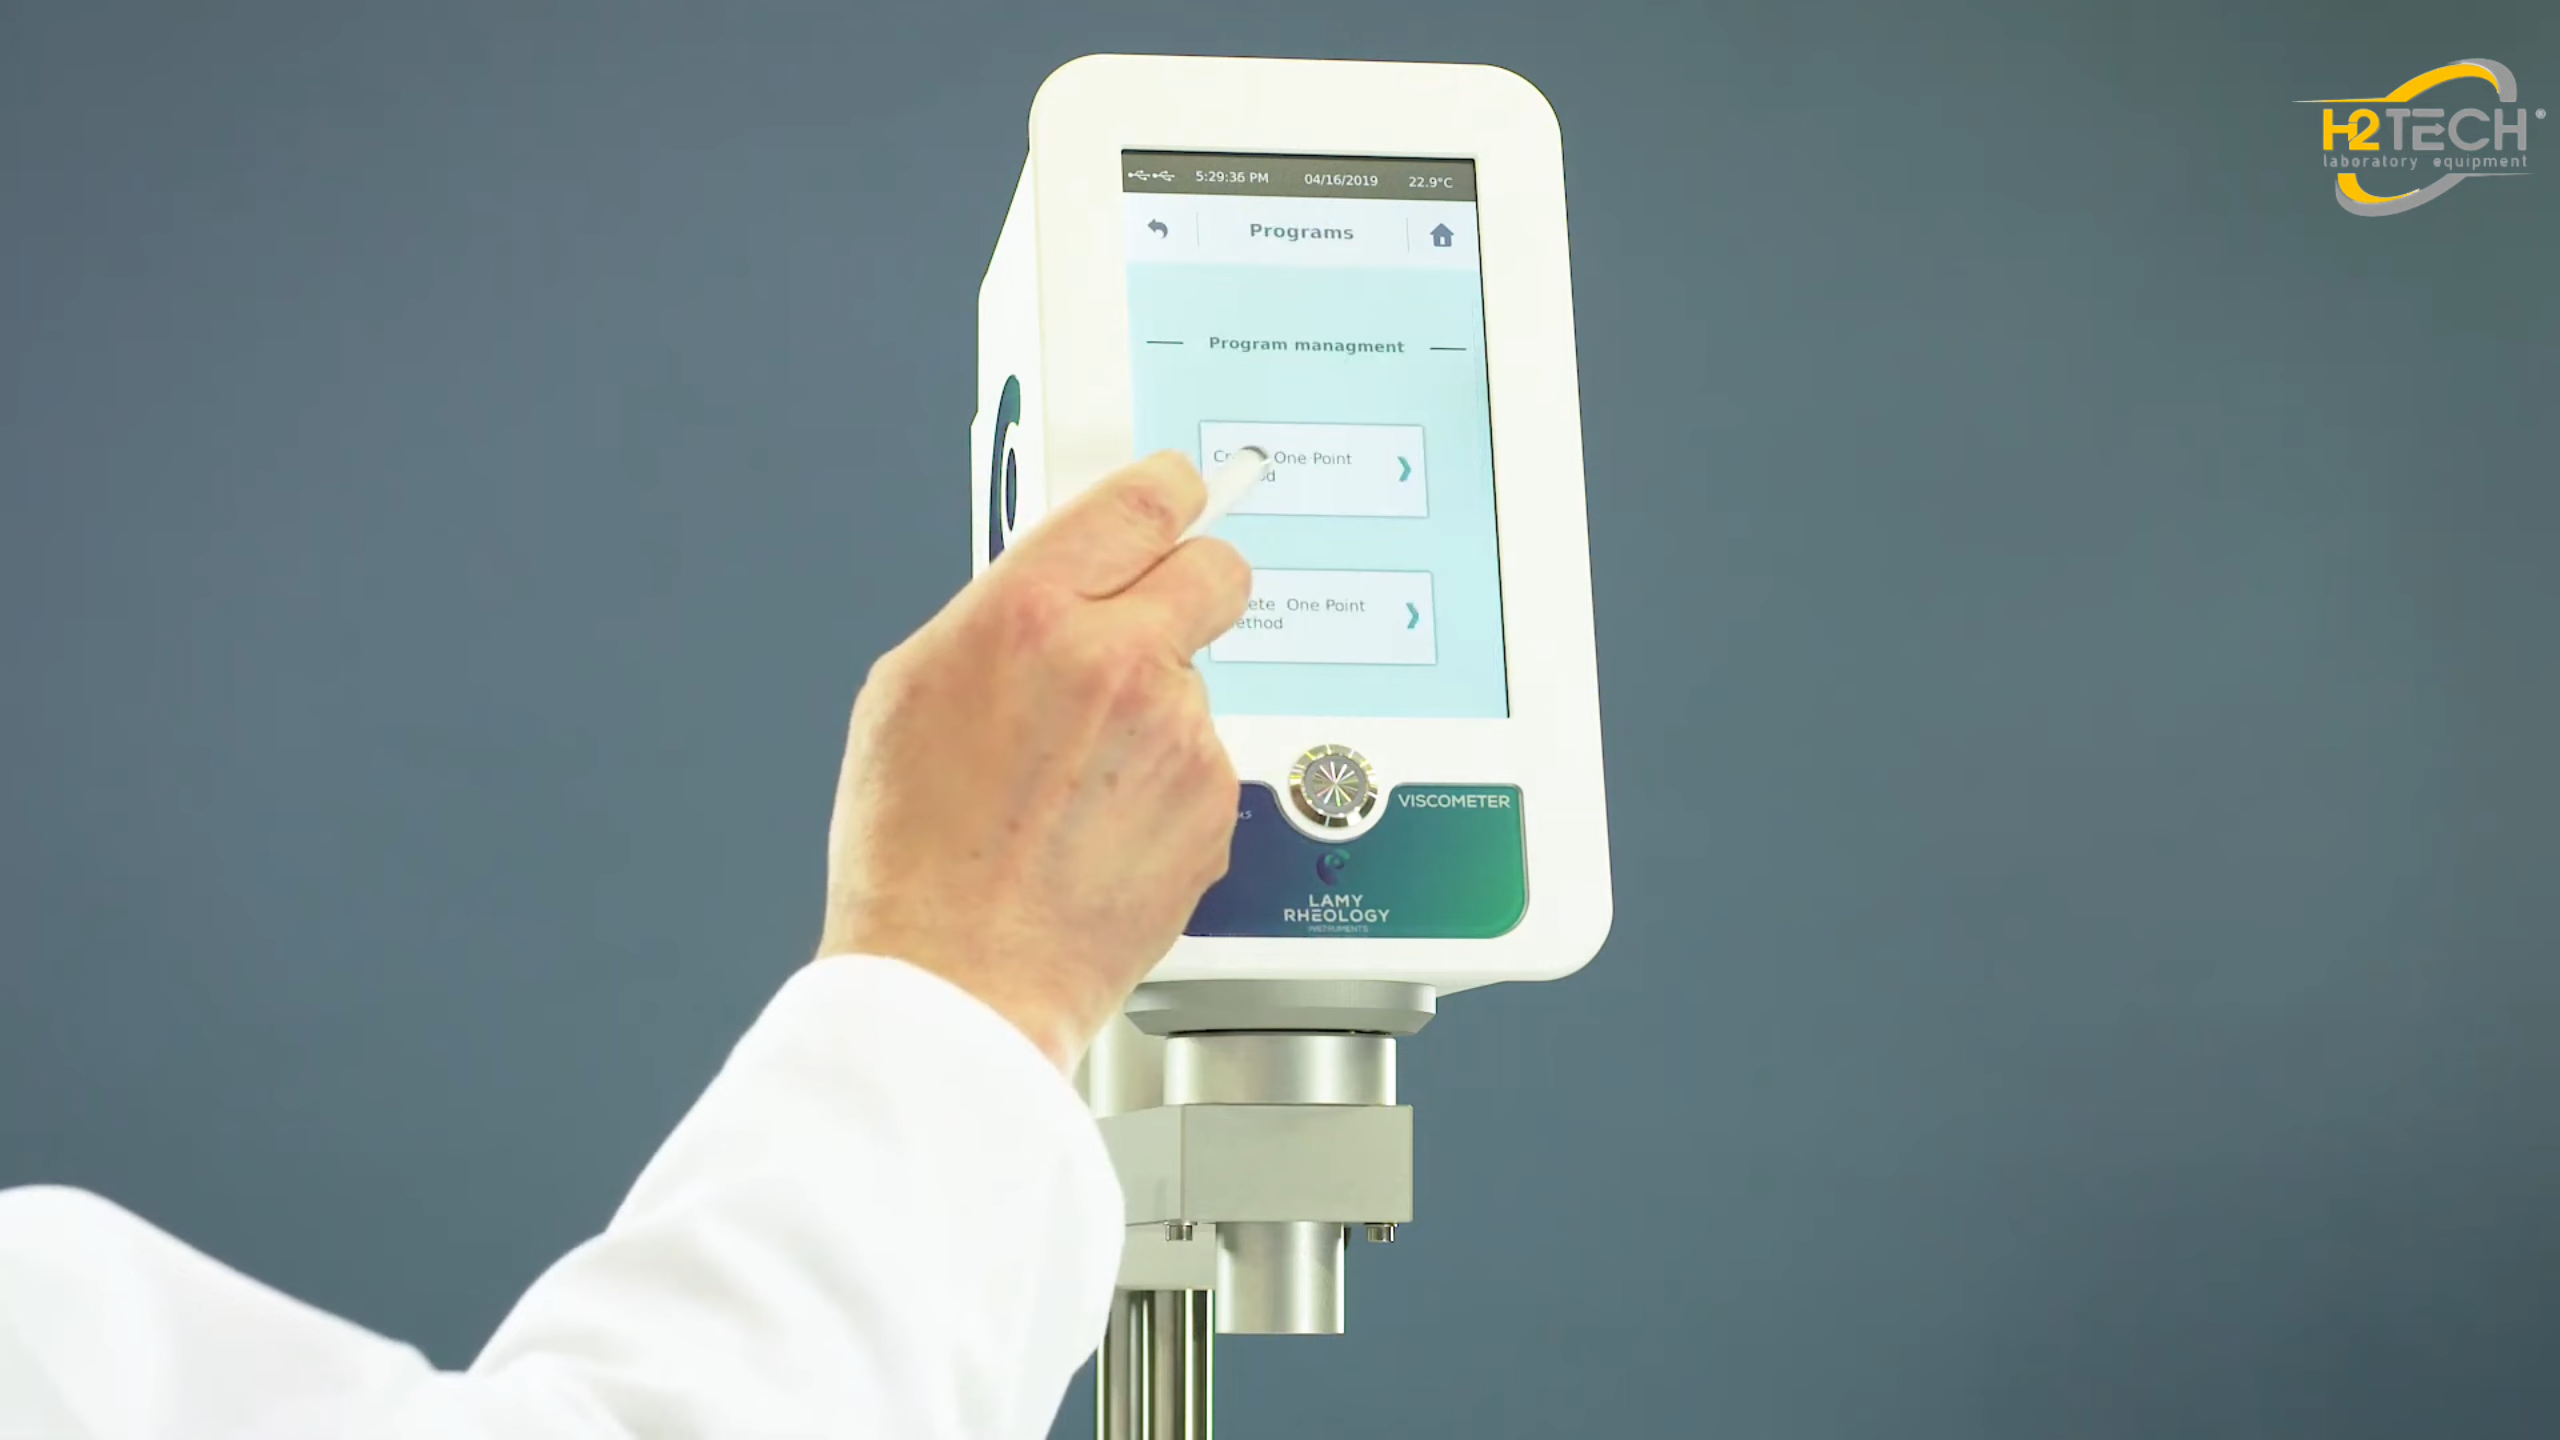 H2TECH®
laboratory equipment
5:29:36 PM 04/16/2019 22.9°C
Programs
Program managment
One Point
One Point
VISCOMETER
LAMY
RHEOLOGY
INSTRUMENTS